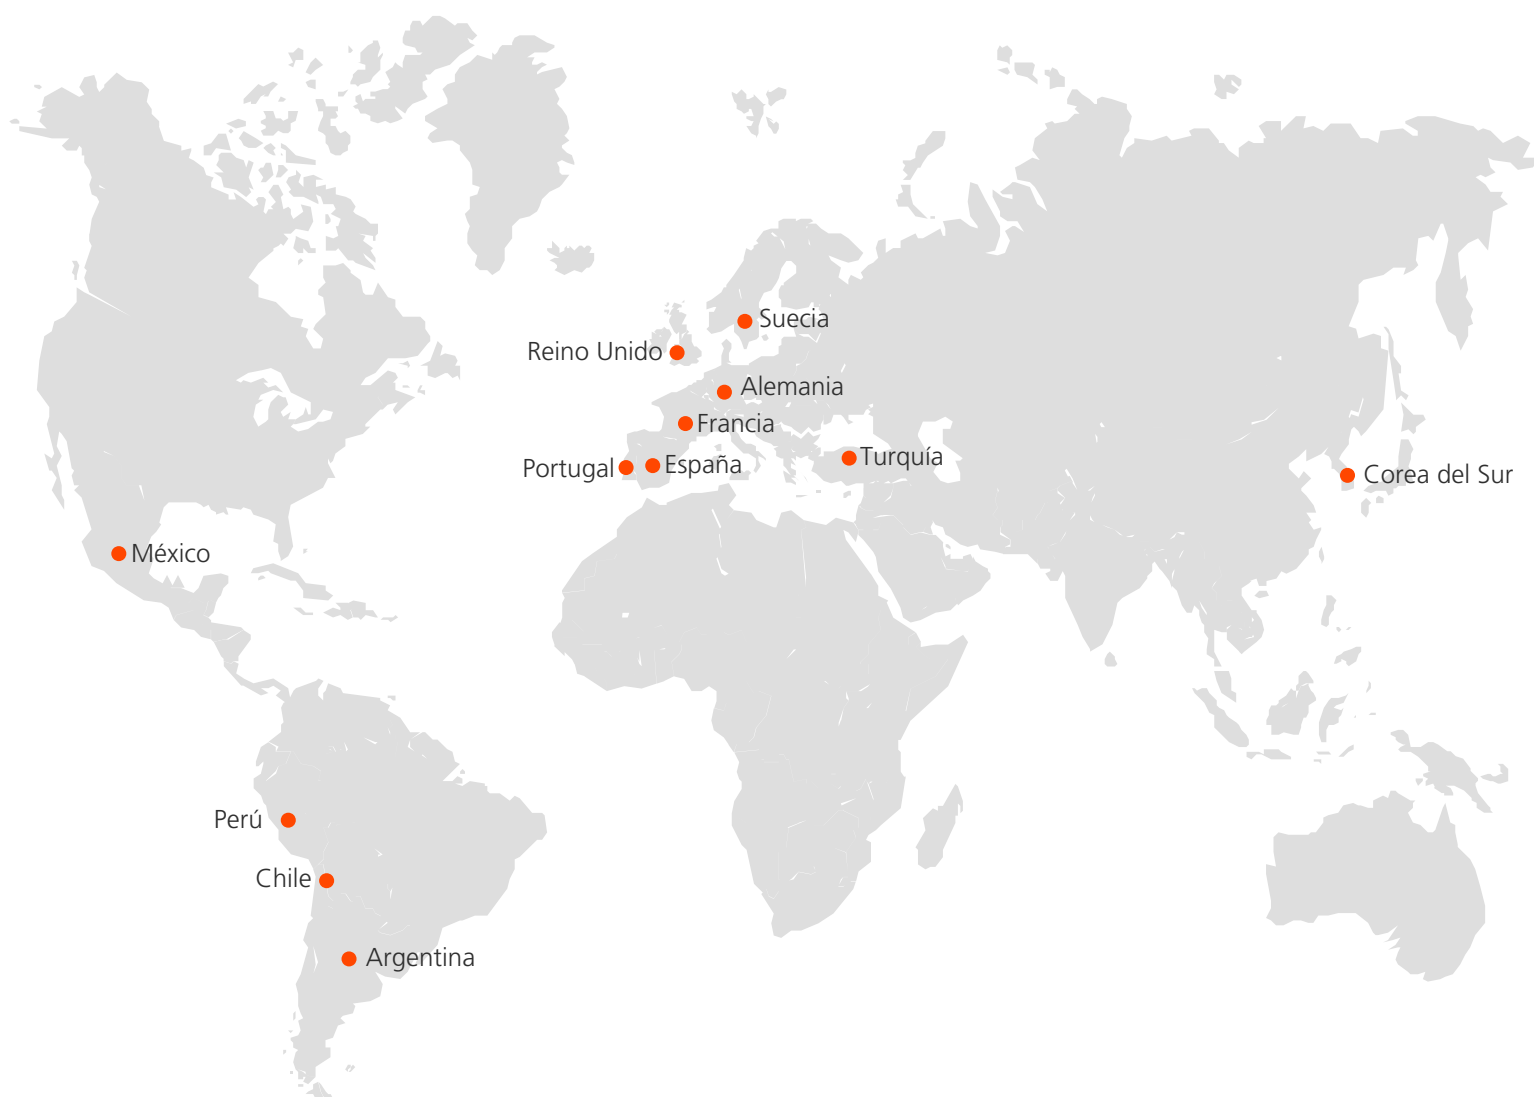 Suecia
Reino Unido
Alemania
Francia
Turquía
España
Portugal
Corea del Sur
México
Perú
Chile
Argentina